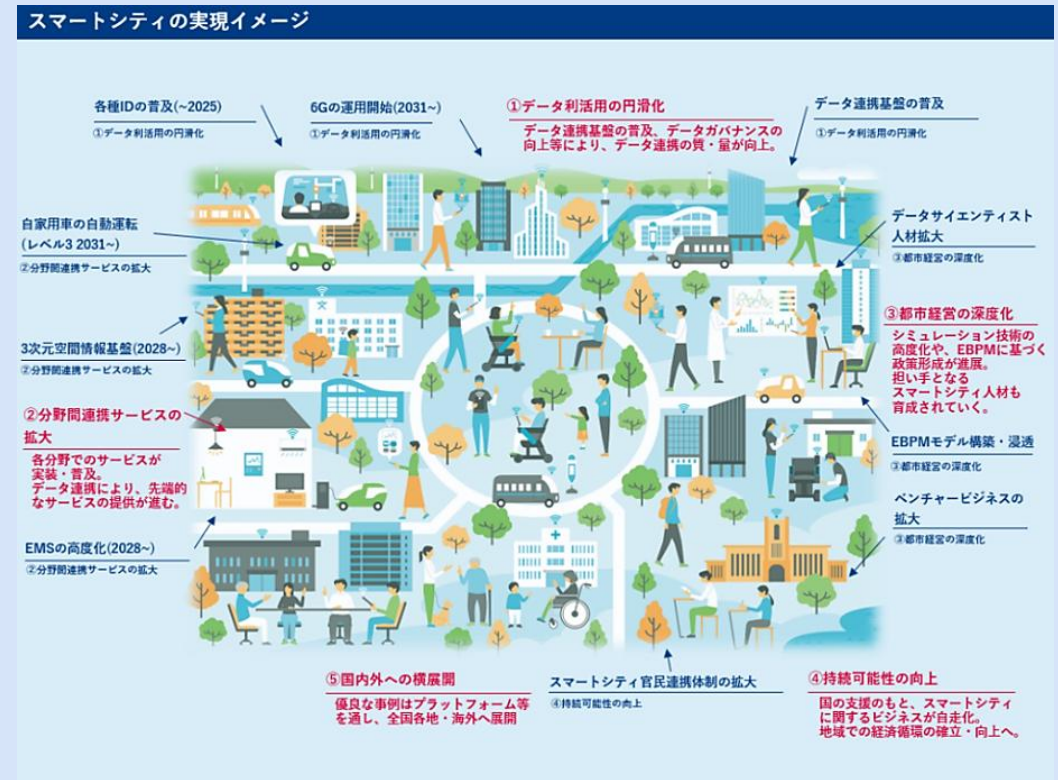 スマートシティの実現イメージ
各種IDの普及(~2025)
①データ利活用の円滑化
6Gの運用開始(2031~)
①データ利活用の円滑化
①データ利活用の円滑化
データ連携基盤の普及、データガバナンスの
向上等により、データ連携の質・量が向上。
データ連携基盤の普及
①データ利活用の円滑化
自家用車の自動運転
(レベル3 2031~)
②分野間連携サービスの拡大
データサイエンティスト
人材拡大
③都市経営の深度化
文
3次元空間情報基盤(2028~)
②分野間連携サービスの拡大
③都市経営の深度化
シミュレーション技術の
高度化や、EBPMに基づく
政策形成が進展。
担い手となる
スマートシティ人材も
育成されていく。
②分野間連携サービスの
拡大
各分野でのサービスが
実装・普及。
データ連携により、先端的
なサービスの提供が進む。
EBPMモデル構築・浸透
③都市経営の深度化
ベンチャービジネスの
拡大
③都市経営の深度化
EMSの高度化(2028~)
②分野間連携サービスの拡大
⑤国内外への横展開
優良な事例はプラットフォーム等
を通し、全国各地・海外へ展開
スマートシティ官民連携体制の拡大
④持続可能性の向上
④持続可能性の向上
国の支援のもと、スマートシティ
に関するビジネスが自走化。
地域での経済循環の確立・向上へ。